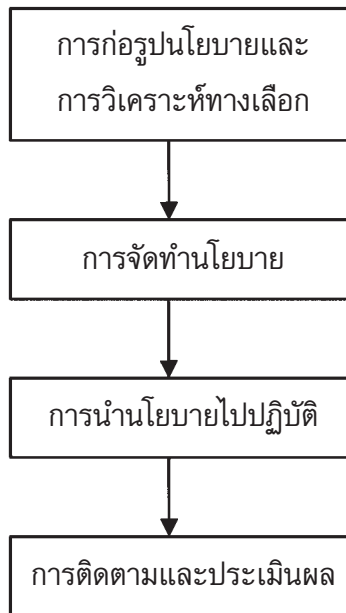 การก่อรูปนโยบายและ
การวิเคราะห์ทางเลือก
การจัดทำนโยบาย
การนำนโยบายไปปฏิบัติ
การติดตามและประเมินผล